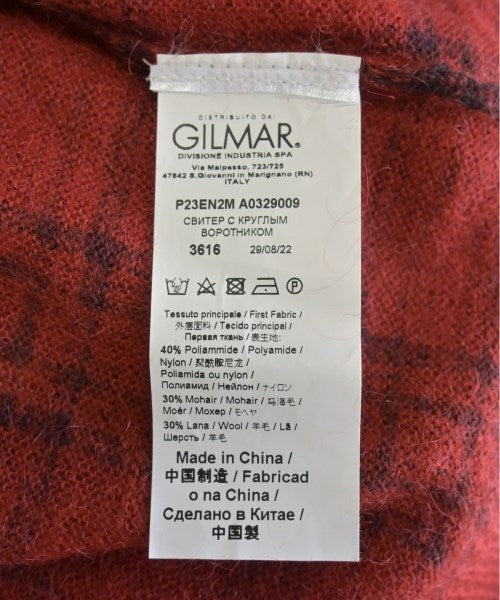 DISTRIBUITO DA:
GILMAR®
DIVISIONE INDUSTRIA SPA
Via Malpasso, 723/725
47842 S.Giovanni in Marignano (RN)
ITALY
P23EN2M A0329009
СВИТЕР С КРУГЛЫМ
ВОРОТНИКОМ
3616 29/08/22
P
Tessuto principale / First Fabric /
外层面料 / Tecido principal /
Первая ткань / 表生地:
40% Poliammide / Polyamide /
Nylon / 聚酰胺尼龙 /
Poliamida ou nylon /
Полиамид / Нейлон / ナイロン
30% Mohair / Mohair / 马海毛 /
Moér / Мохер / モヘヤ
30% Lana / Wool / 羊毛 / Lã /
Шерсть / 羊毛
Made in China /
中国制造 / Fabricad
o na China /
Сделано в Китае /
中国製